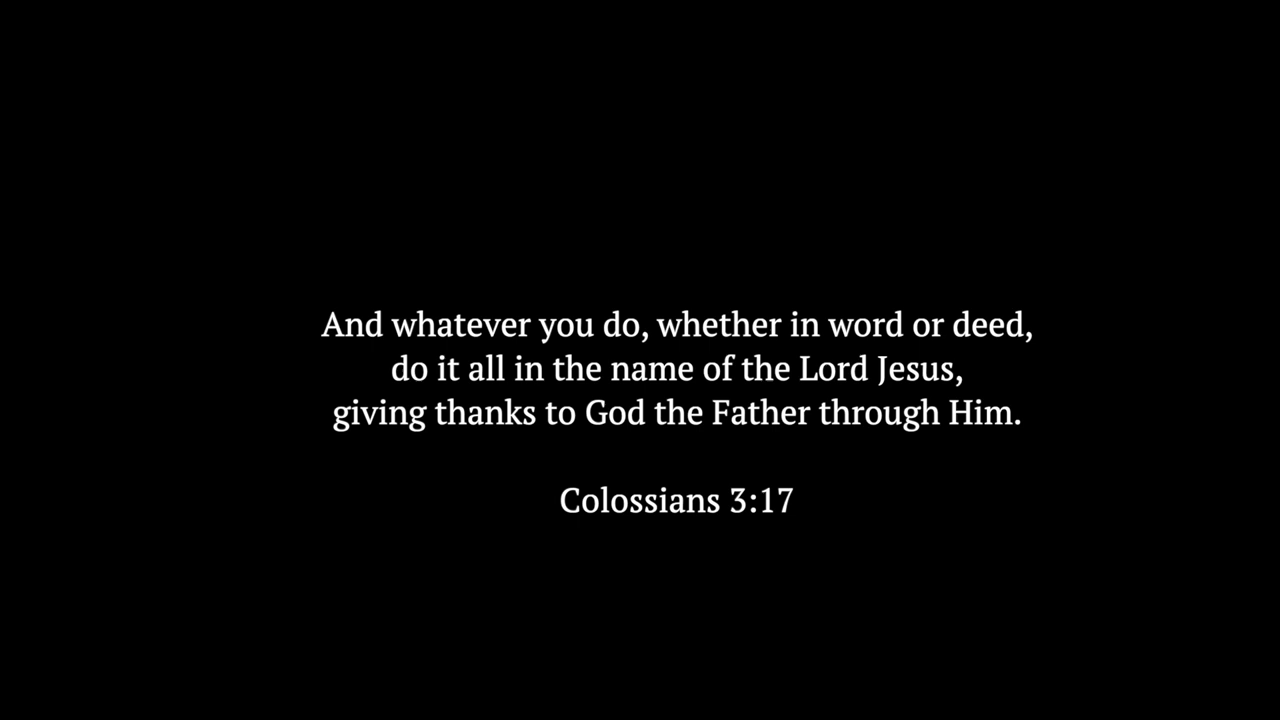 And whatever you do, whether in word or deed,
do it all in the name of the Lord Jesus,
giving thanks to God the Father through Him.
Colossians 3:17